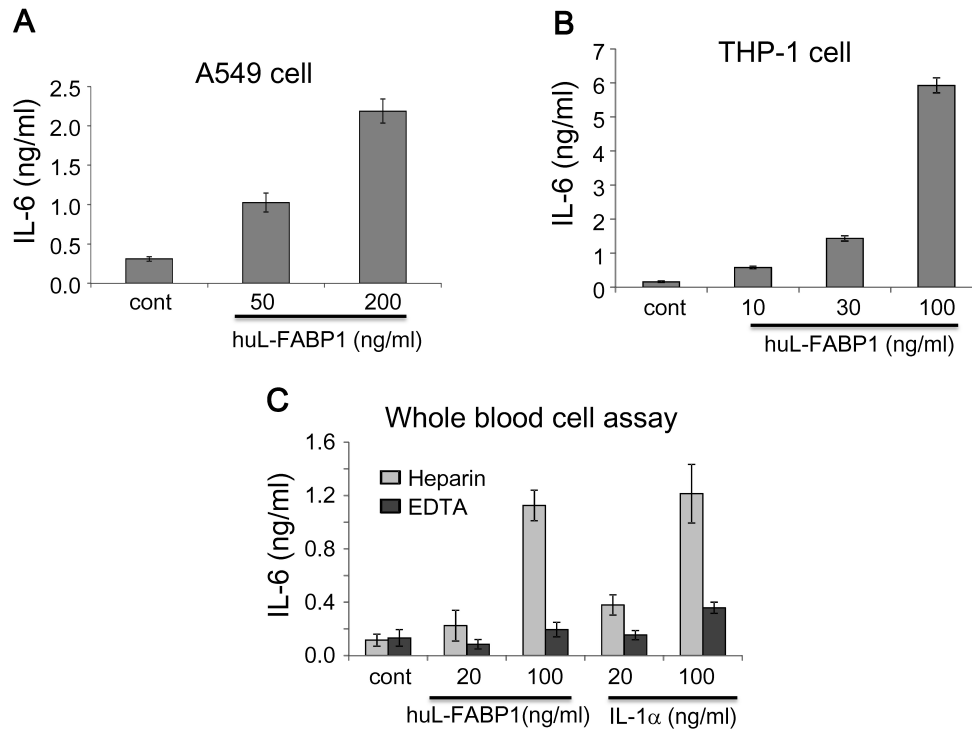 A
A549 cell
IL-6 (ng/ml)
2.5
2.0
1.5
1.0
0.5
0.0
cont 50 200
huL-FABP1 (ng/ml)
B
THP-1 cell
IL-6 (ng/ml)
7
6
5
4
3
2
1
0
cont 10 30 100
huL-FABP1 (ng/ml)
C
Whole blood cell assay
IL-6 (ng/ml)
1.6
1.2
0.8
0.4
0.0
Heparin
EDTA
cont 20 100 20 100
huL-FABP1(ng/ml) IL-1α (ng/ml)